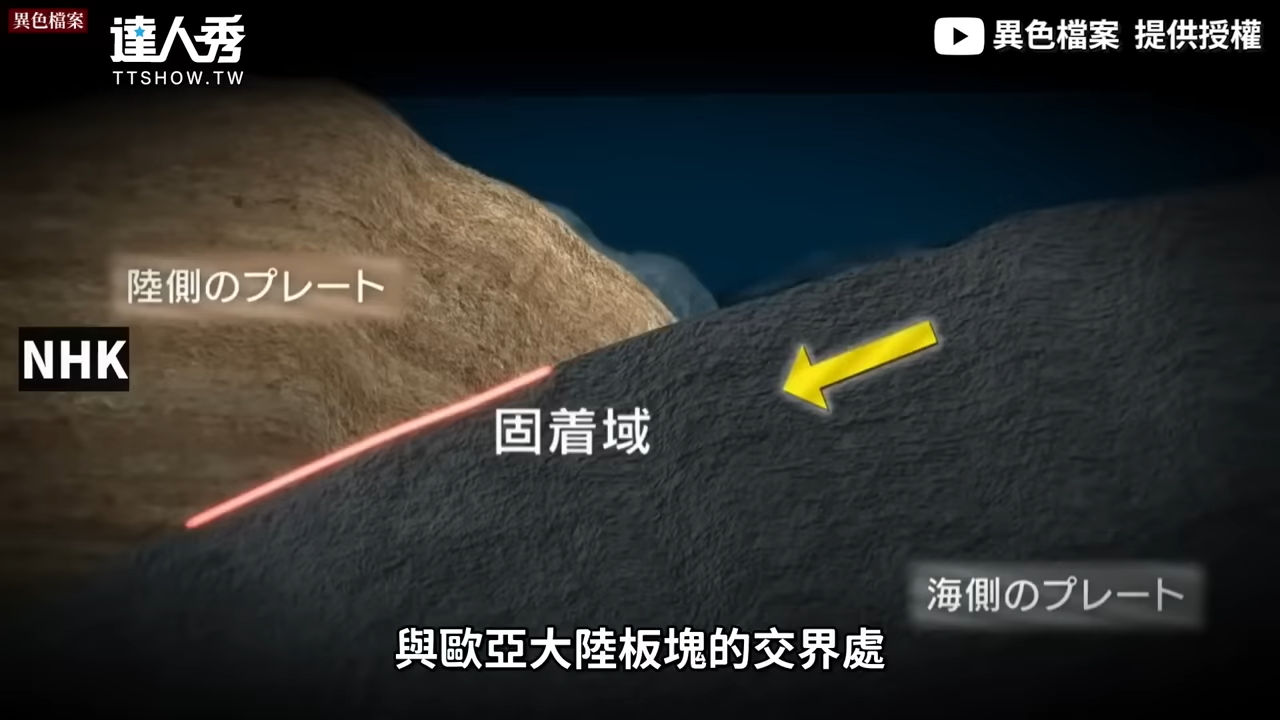 異色檔案
達人秀
TTSHOW.TW
異色檔案 提供授權
陸側のプレート
NHK
固着域
海側のプレート
與歐亞大陸板塊的交界處